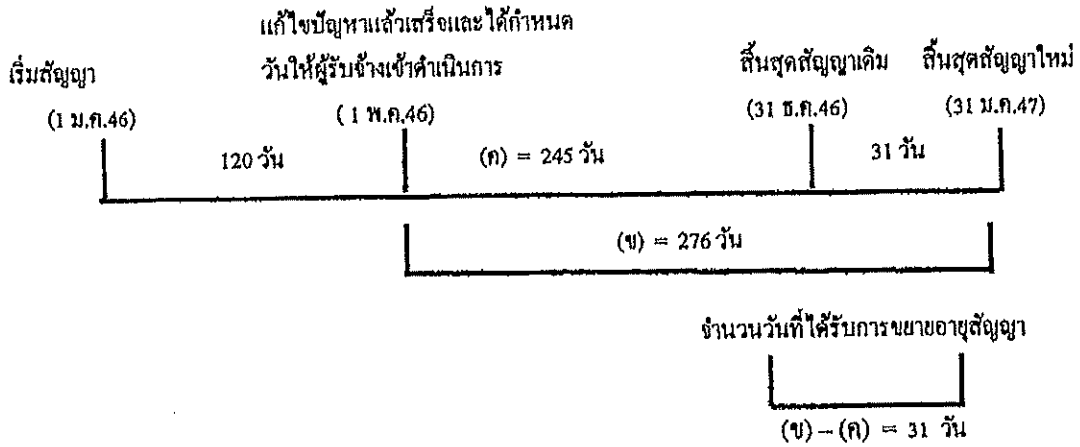 แก้ไขปัญหาแล้วเสร็จและได้กำหนด
วันให้ผู้รับจ้างเข้าดำเนินการ
เริ่มสัญญา
สิ้นสุดสัญญาเดิม
สิ้นสุดสัญญาใหม่
(1 ม.ค.46)
( 1 พ.ค.46)
(31 ธ.ค.46)
(31 ม.ค.47)
120 วัน
(ค) = 245 วัน
31 วัน
(ข) = 276 วัน
จำนวนวันที่ได้รับการขยายอายุสัญญา
(ข) – (ค) = 31 วัน